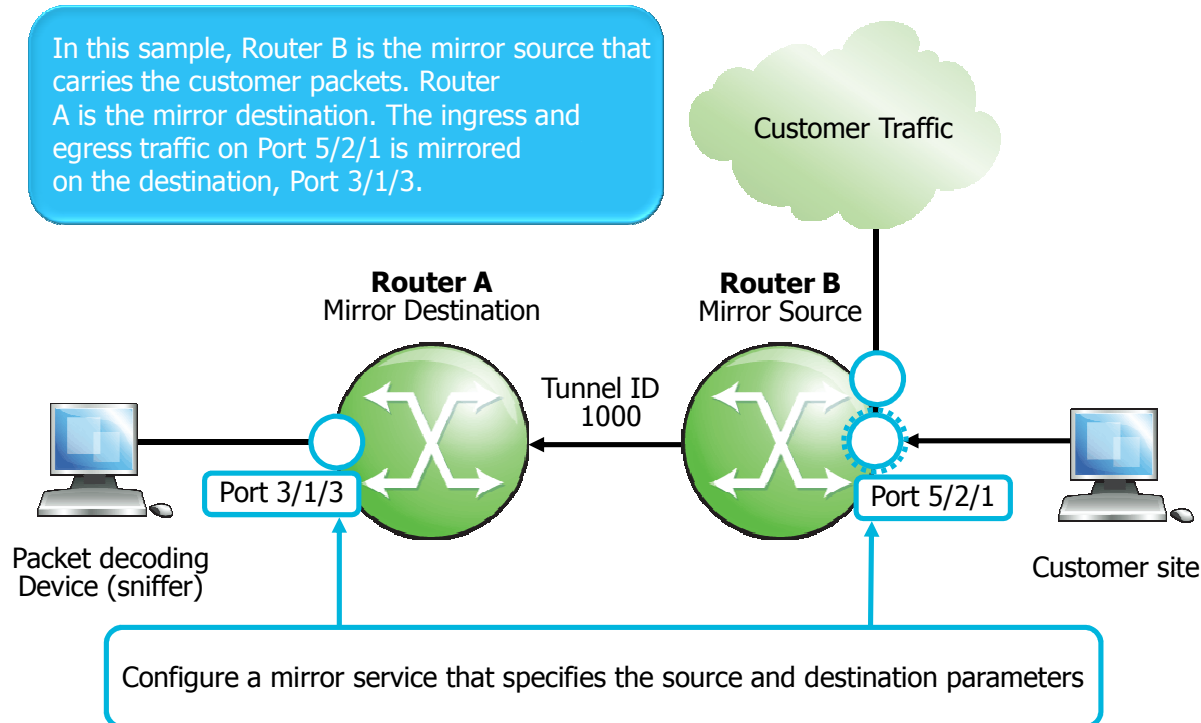 In this sample, Router B is the mirror source that
carries the customer packets. Router
A is the mirror destination. The ingress and
egress traffic on Port 5/2/1 is mirrored
on the destination, Port 3/1/3.
Customer Traffic
Router A
Mirror Destination
Router B
Mirror Source
Tunnel ID
1000
Port 3/1/3
Port 5/2/1
Packet decoding
Device (sniffer)
Customer site
Configure a mirror service that specifies the source and destination parameters